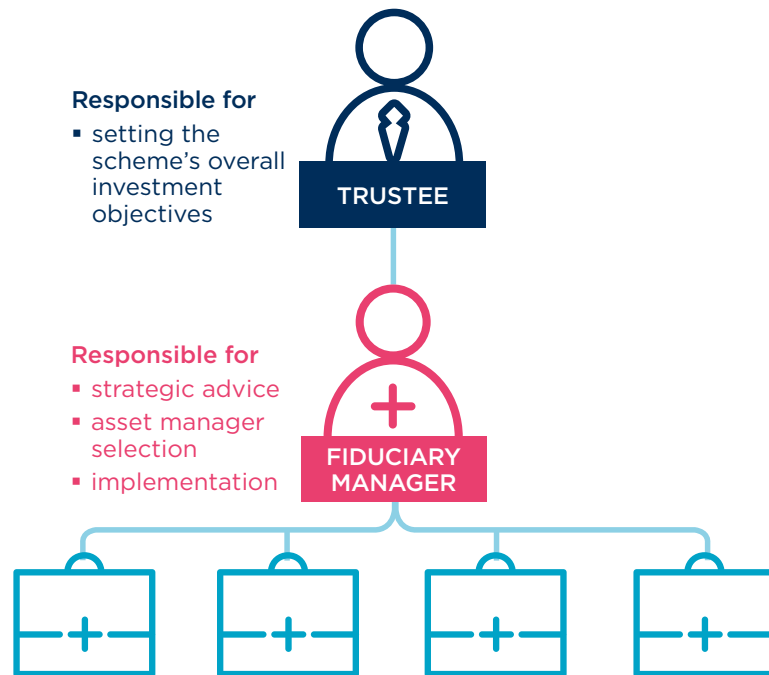 Responsible for
▪ setting the
scheme’s overall
investment
objectives
TRUSTEE
Responsible for
▪ strategic advice
▪ asset manager
selection
▪ implementation
FIDUCIARY
MANAGER